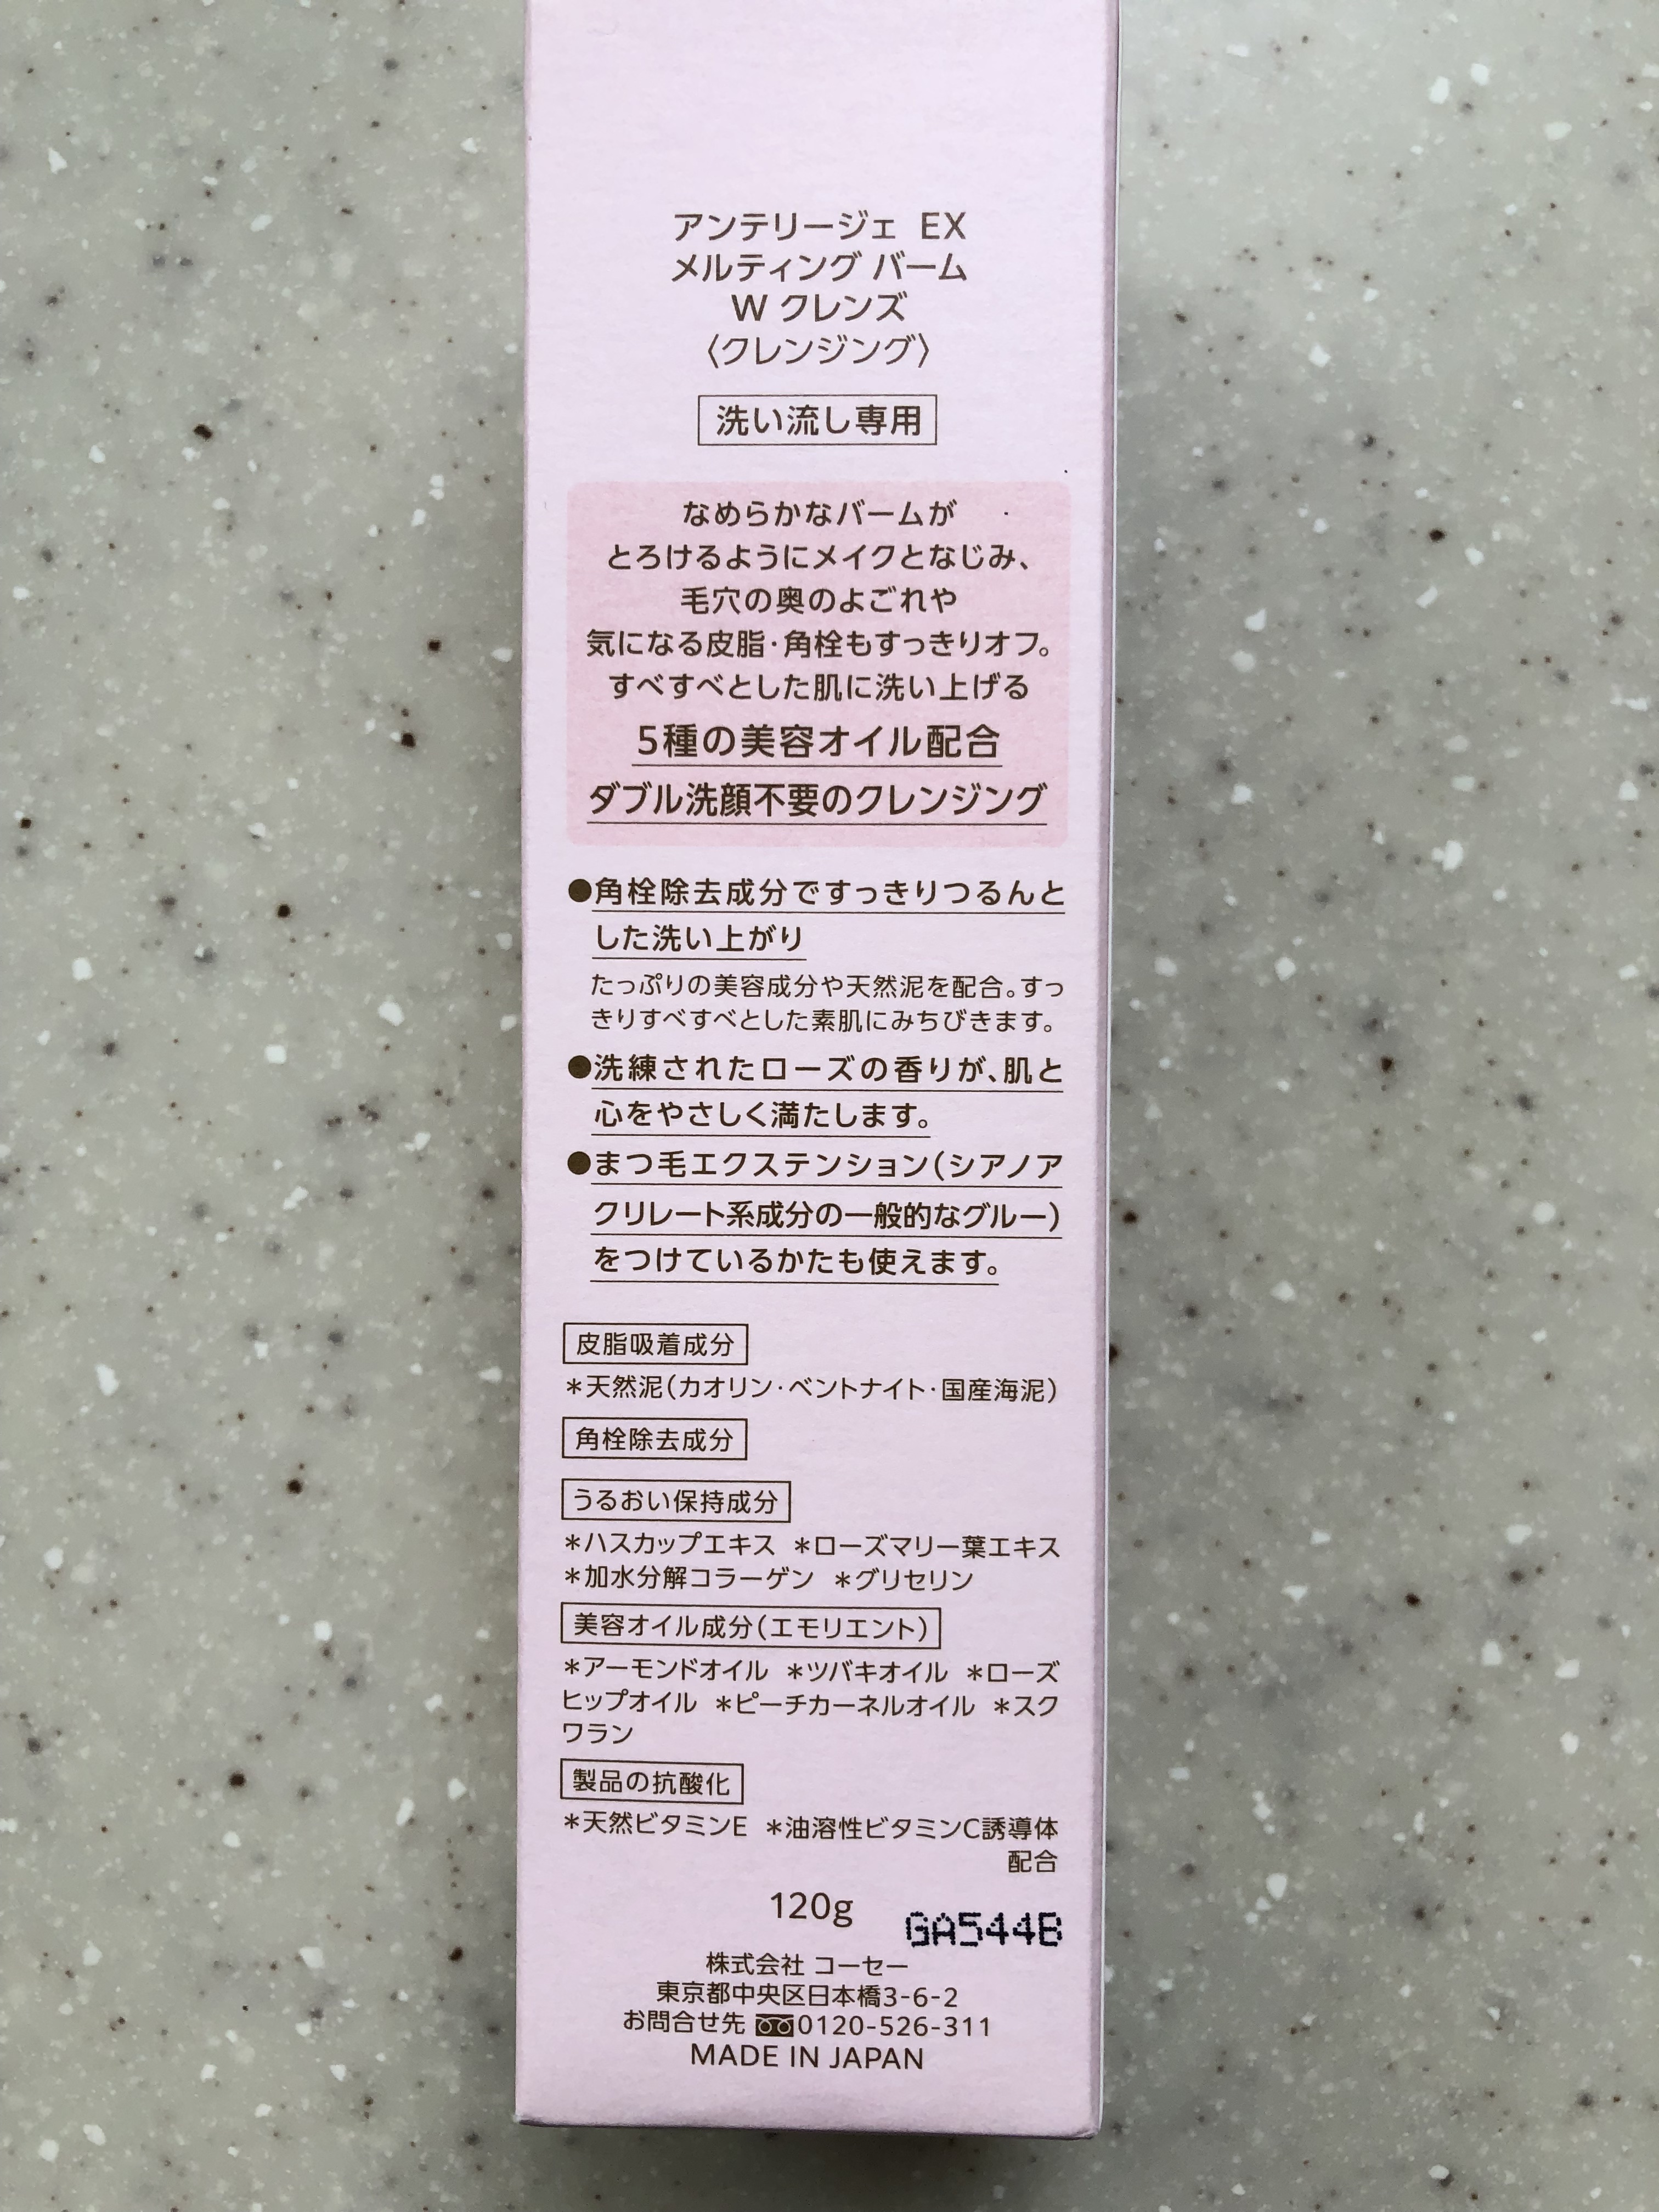 アンテリージェ EX
メルティング バーム
W クレンズ
〈クレンジング〉
洗い流し専用
なめらかなバームが
とろけるようにメイクとなじみ、
毛穴の奥のよごれや
気になる皮脂・角栓もすっきりオフ。
すべすべとした肌に洗い上げる
5種の美容オイル配合
ダブル洗顔不要のクレンジング
●角栓除去成分ですっきりつるんと
した洗い上がり
たっぷりの美容成分や天然泥を配合。すっ
きりすべすべとした素肌にみちびきます。
●洗練されたローズの香りが、肌と
心をやさしく満たします。
●まつ毛エクステンション(シアノア
クリレート系成分の一般的なグルー)
をつけているかたも使えます。
皮脂吸着成分
＊天然泥(カオリン・ベントナイト・国産海泥)
角栓除去成分
うるおい保持成分
＊ハスカップエキス ＊ローズマリー葉エキス
＊加水分解コラーゲン ＊グリセリン
美容オイル成分(エモリエント)
＊アーモンドオイル ＊ツバキオイル ＊ローズ
ヒップオイル ＊ピーチカーネルオイル ＊スク
ワラン
製品の抗酸化
＊天然ビタミンE ＊油溶性ビタミンC誘導体
配合
120g
GA544B
株式会社 コーセー
東京都中央区日本橋3-6-2
お問合せ先 0120-526-311
MADE IN JAPAN